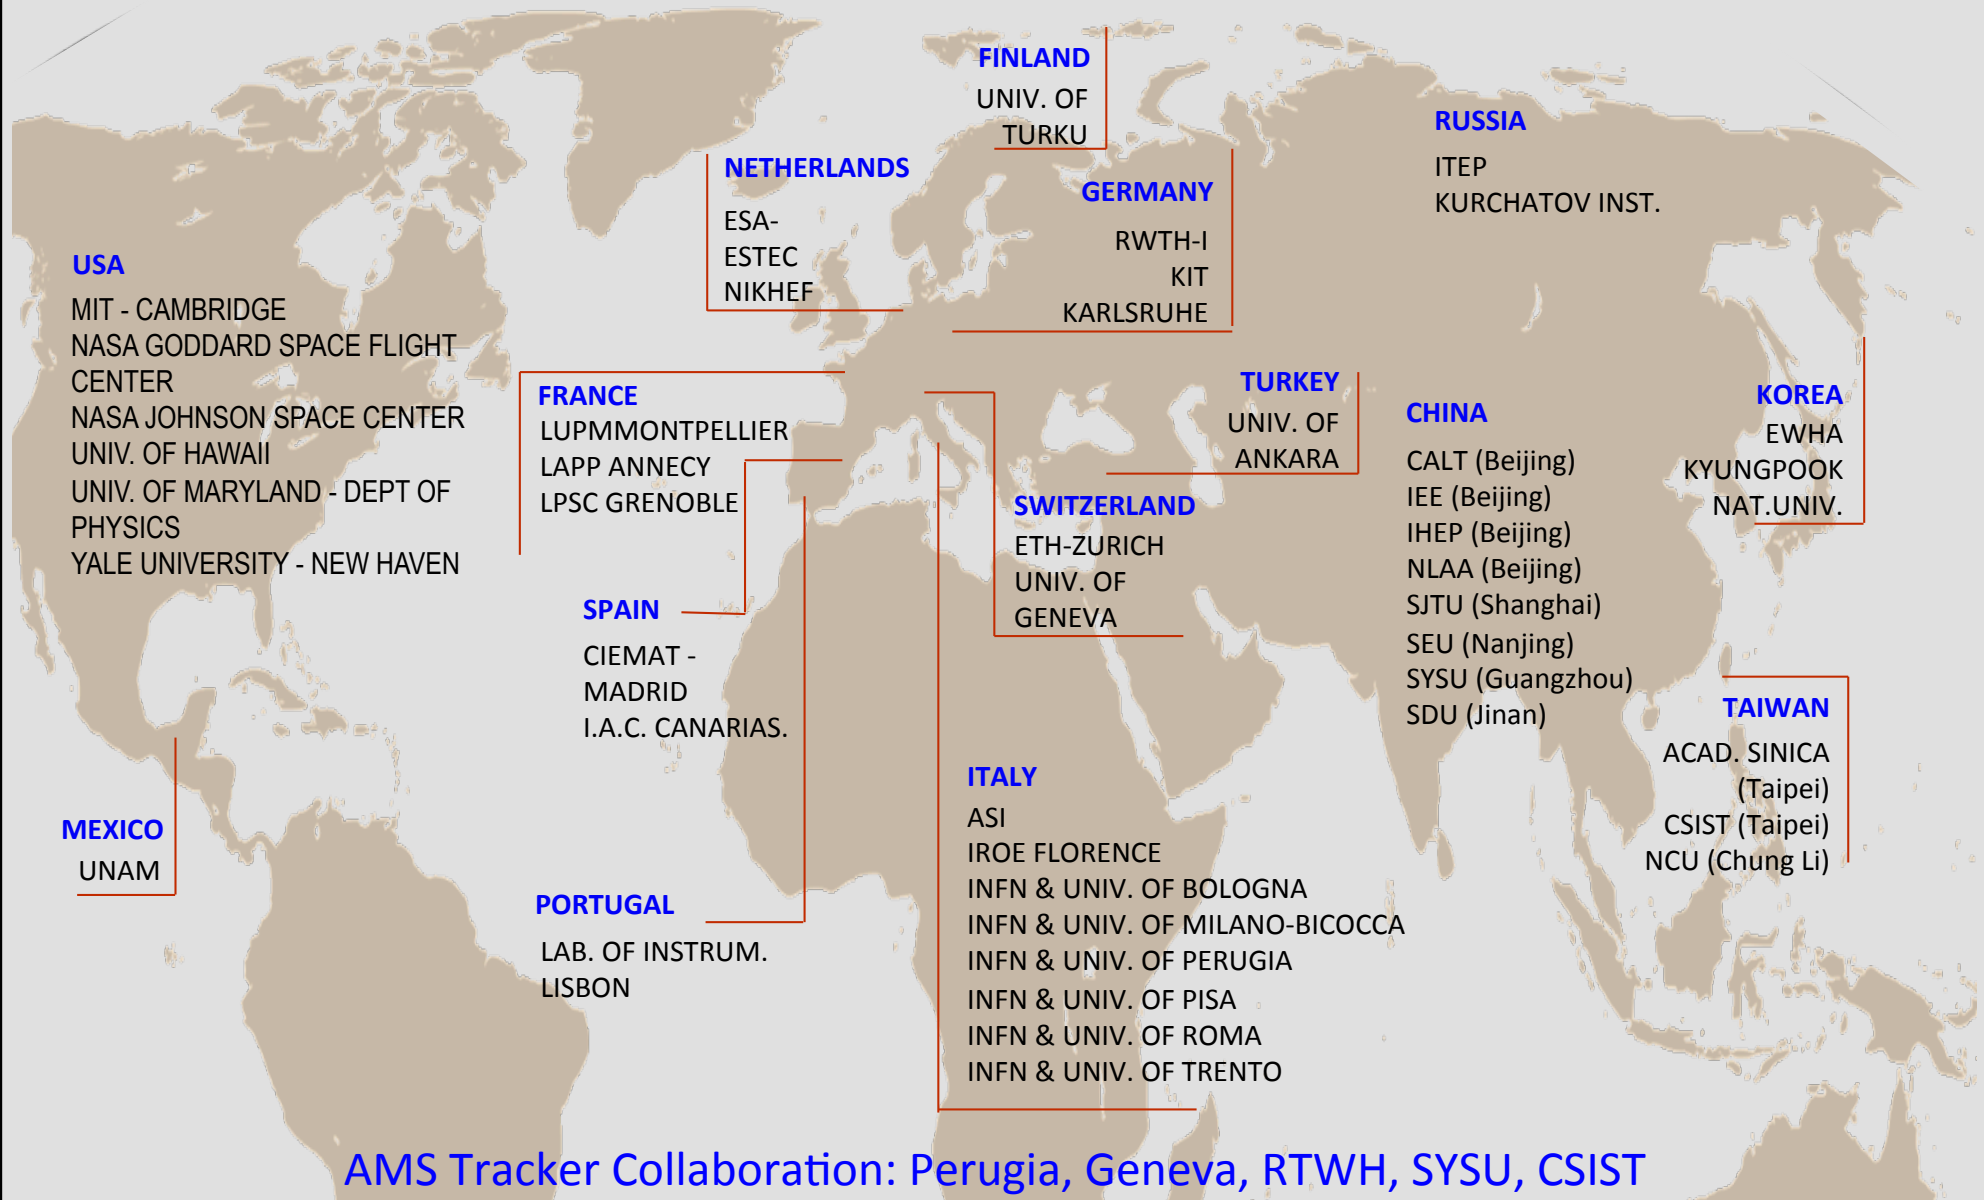 FINLAND
UNIV. OF
TURKU
RUSSIA
ITEP
KURCHATOV INST.
NETHERLANDS
ESA-
ESTEC
NIKHEF
GERMANY
RWTH-I
KIT
KARLSRUHE
USA
MIT - CAMBRIDGE
NASA GODDARD SPACE FLIGHT
CENTER
NASA JOHNSON SPACE CENTER
UNIV. OF HAWAII
UNIV. OF MARYLAND - DEPT OF
PHYSICS
YALE UNIVERSITY - NEW HAVEN
FRANCE
LUPMMONTPELLIER
LAPP ANNECY
LPSC GRENOBLE
TURKEY
UNIV. OF
ANKARA
CHINA
CALT (Beijing)
IEE (Beijing)
IHEP (Beijing)
NLAA (Beijing)
SJTU (Shanghai)
SEU (Nanjing)
SYSU (Guangzhou)
SDU (Jinan)
KOREA
EWHA
KYUNGPOOK
NAT.UNIV.
SWITZERLAND
ETH-ZURICH
UNIV. OF
GENEVA
SPAIN
CIEMAT -
MADRID
I.A.C. CANARIAS.
TAIWAN
ACAD. SINICA
(Taipei)
CSIST (Taipei)
NCU (Chung Li)
MEXICO
UNAM
ITALY
ASI
IROE FLORENCE
INFN & UNIV. OF BOLOGNA
INFN & UNIV. OF MILANO-BICOCCA
INFN & UNIV. OF PERUGIA
INFN & UNIV. OF PISA
INFN & UNIV. OF ROMA
INFN & UNIV. OF TRENTO
PORTUGAL
LAB. OF INSTRUM.
LISBON
AMS Tracker Collaboration: Perugia, Geneva, RTWH, SYSU, CSIST